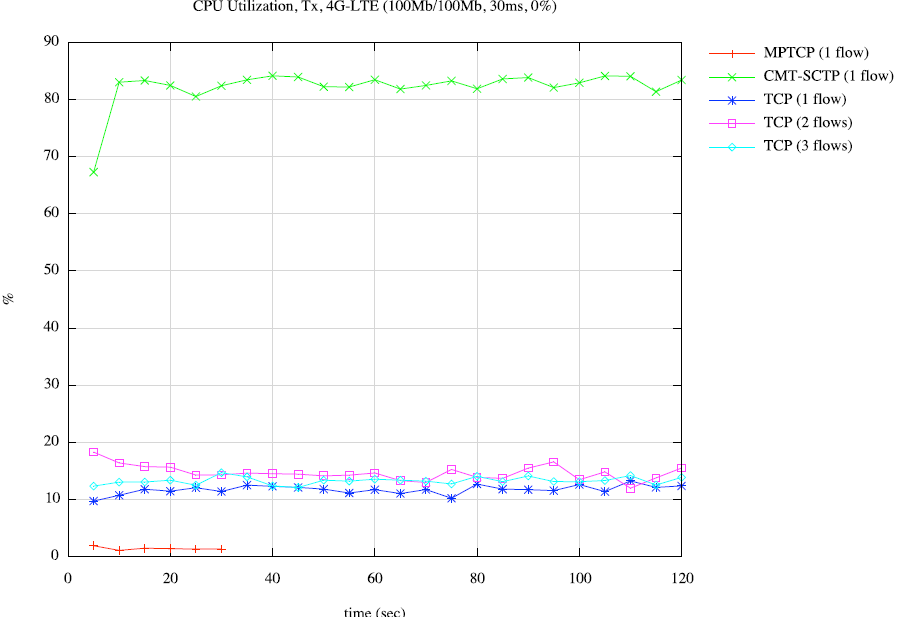 CPU Utilization, Tx, 4G-LTE (100Mb/100Mb, 30ms, 0%)
90
80
70
60
50
40
30
20
10
0
%
0 20 40 60 80 100 120
time (sec)
MPTCP (1 flow)
CMT-SCTP (1 flow)
TCP (1 flow)
TCP (2 flows)
TCP (3 flows)